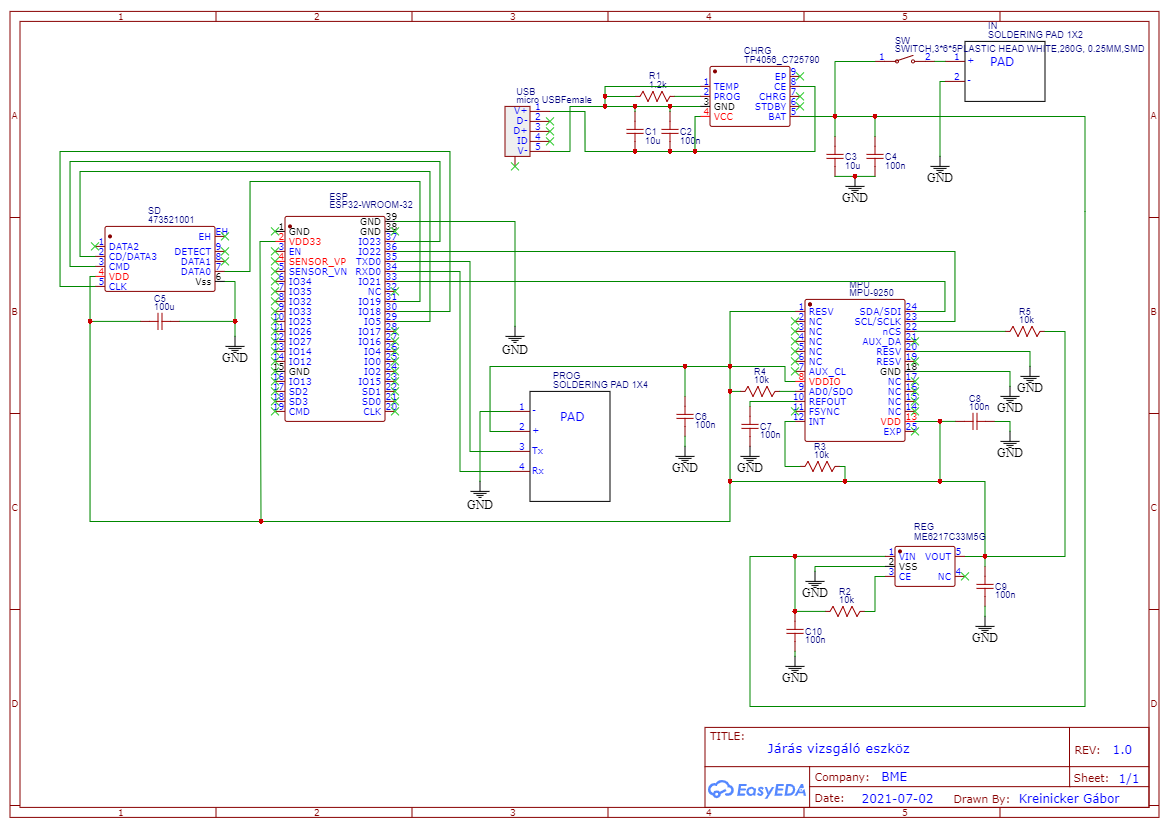 1 2 3 4 5
A
B
C
D
A
B
C
D
1 2 3 4 5
IN
SOLDERING PAD 1X2
SW
SWITCH,3*6*5PLASTIC HEAD WHITE,260G, 0.25MM,SMD
1 2
1 +
PAD
2 -
CHRG
TP4056_C725790
1 TEMP
2 PROG
3 GND
4 VCC
EP 9
CE 8
CHRG 7
STDBY 6
BAT 5
R1
1.2k
USB
micro USBFemale
V+ 1
D- 2
D+ 3
ID 4
V- 5
C1
10u
C2
100n
C3
10u
C4
100n
GND
GND
SD
473521001
1 DATA2
2 CD/DATA3
3 CMD
4 VDD
5 CLK
EH EH
DETECT 9
DATA1 8
DATA0 7
Vss 6
C5
100u
GND
ESP
ESP32-WROOM-32
1 GND
2 VDD33
3 EN
4 SENSOR_VP
5 SENSOR_VN
6 IO34
7 IO35
8 IO32
9 IO33
10 IO25
11 IO26
12 IO27
13 IO14
14 IO12
15 GND
16 IO13
17 SD2
18 SD3
19 CMD
GND 39
GND 38
IO23 37
IO22 36
TXD0 35
RXD0 34
IO21 33
NC 32
IO19 31
IO18 30
IO5 29
IO17 28
IO16 27
IO4 26
IO0 25
IO2 24
IO15 23
SD1 22
SD0 21
CLK 20
GND
PROG
SOLDERING PAD 1X4
PAD
1 -
2 +
3 Tx
4 Rx
GND
C6
100n
GND
MPU
MPU-9250
1 RESV
2 NC
3 NC
4 NC
5 NC
6 NC
7 AUX_CL
8 VDDIO
9 AD0/SDO
10 REFOUT
11 FSYNC
12 INT
SDA/SDI 24
SCL/SCLK 23
nCS 22
AUX_DA 21
RESV 20
RESV 19
GND 18
NC 17
NC 16
NC 15
NC 14
VDD 13
EXP 25
R4
10k
C7
100n
GND
R3
10k
R5
10k
GND
GND
C8
100n
GND
REG
ME6217C33M5G
1 VIN
2 VSS
3 CE
VOUT 5
NC 4
GND
R2
10k
C9
100n
GND
C10
100n
GND
TITLE:
Járás vizsgáló eszköz
REV: 1.0
EasyEDA
Company: BME
Sheet: 1/1
Date: 2021-07-02 Drawn By: Kreinicker Gábor